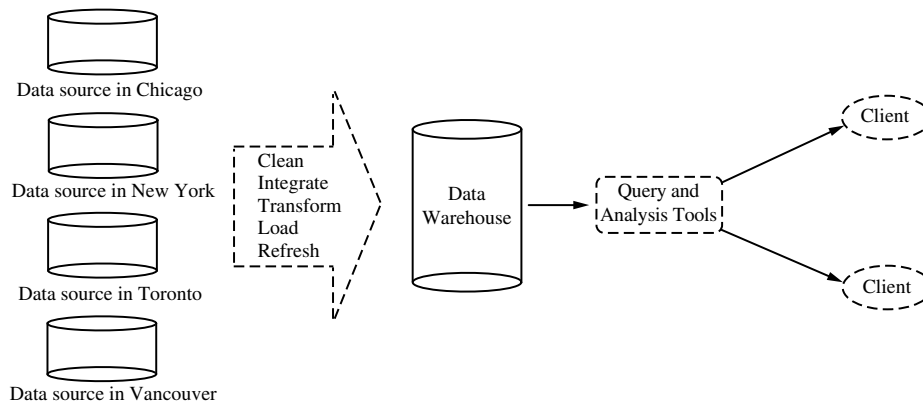 Data source in Chicago
Data source in New York
Data source in Toronto
Data source in Vancouver
Clean
Integrate
Transform
Load
Refresh
Data
Warehouse
Query and
Analysis Tools
Client
Client